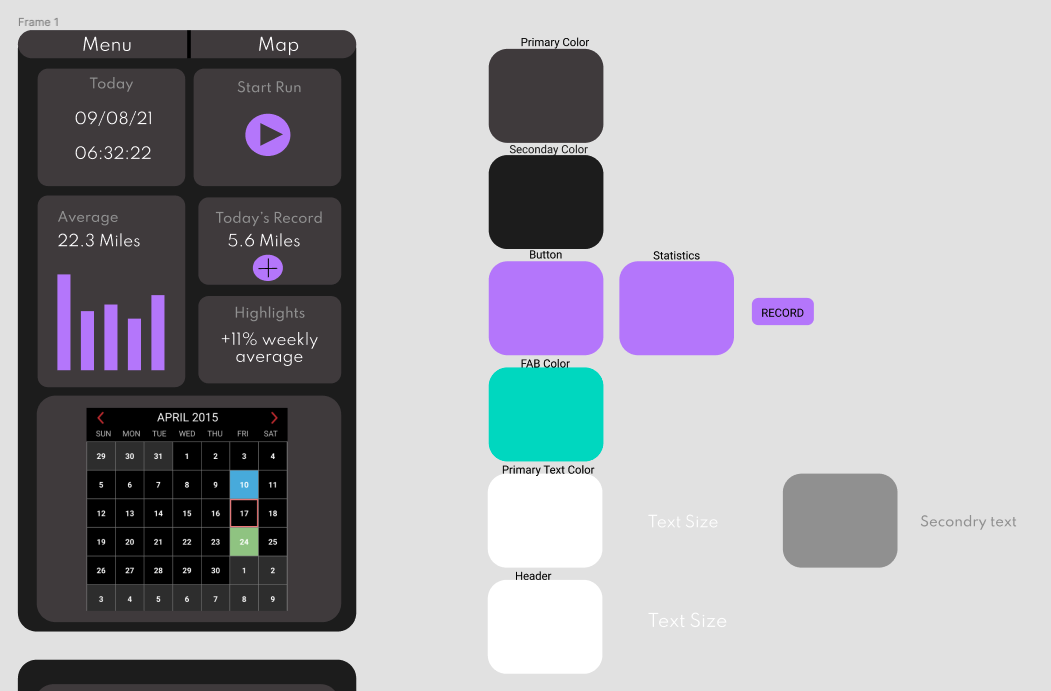 Frame 1
Menu Map
Today
09/08/21
06:32:22
Start Run
Average
22.3 Miles
Today's Record
5.6 Miles
Highlights
+11% weekly
average
APRIL 2015
SUN MON TUE WED THU FRI SAT
29 30 31 1 2 3 4
5 6 7 8 9 10 11
12 13 14 15 16 17 18
19 20 21 22 23 24 25
26 27 28 29 30 1 2
3 4 5 6 7 8 9
Primary Color
Seconday Color
Button
Statistics
RECORD
FAB Color
Primary Text Color
Text Size
Secondry text
Header
Text Size